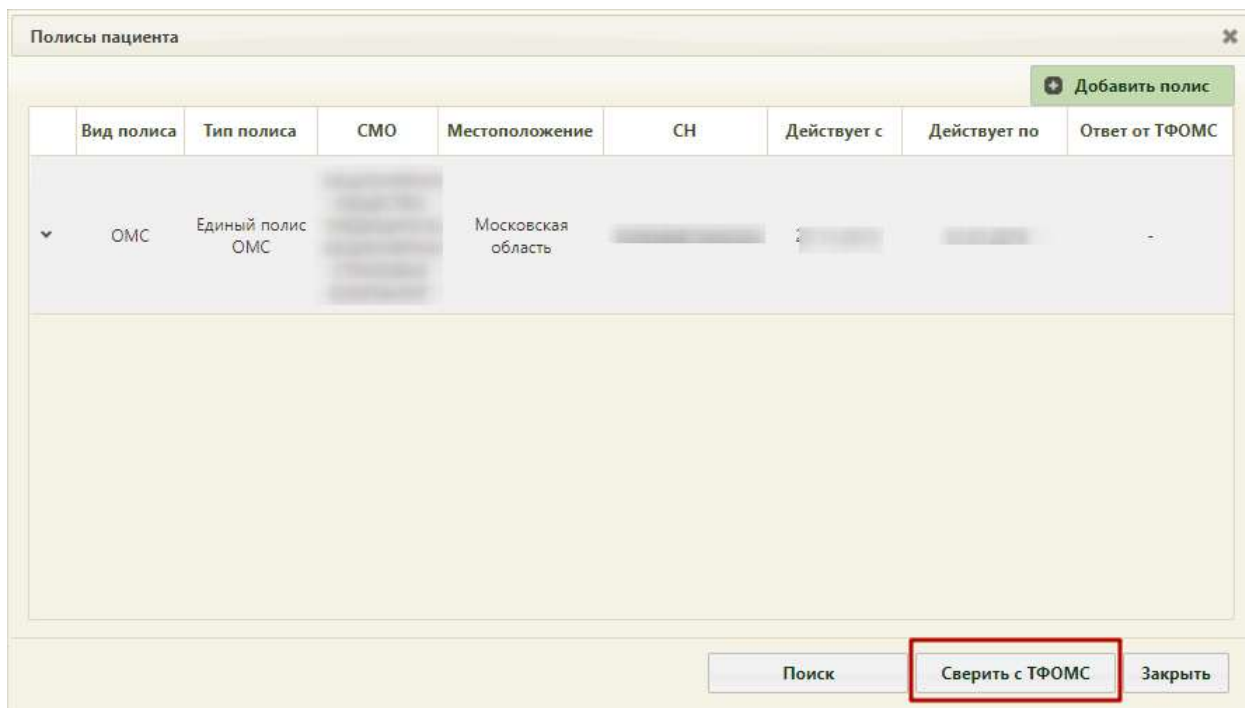 Полисы пациента
Добавить полис
Вид полиса Тип полиса СМО Местоположение СН Действует с Действует по Ответ от ТФОМС
ОМС Единый полис ОМС Московская область -
Поиск Сверить с ТФОМС Закрыть